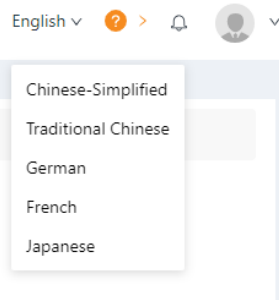 English
?
Chinese-Simplified
Traditional Chinese
German
French
Japanese